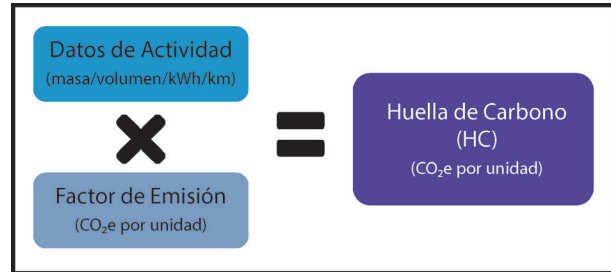 Datos de Actividad
(masa/volumen/kWh/km)
Factor de Emisión
(CO₂e por unidad)
Huella de Carbono
(HC)
(CO₂e por unidad)